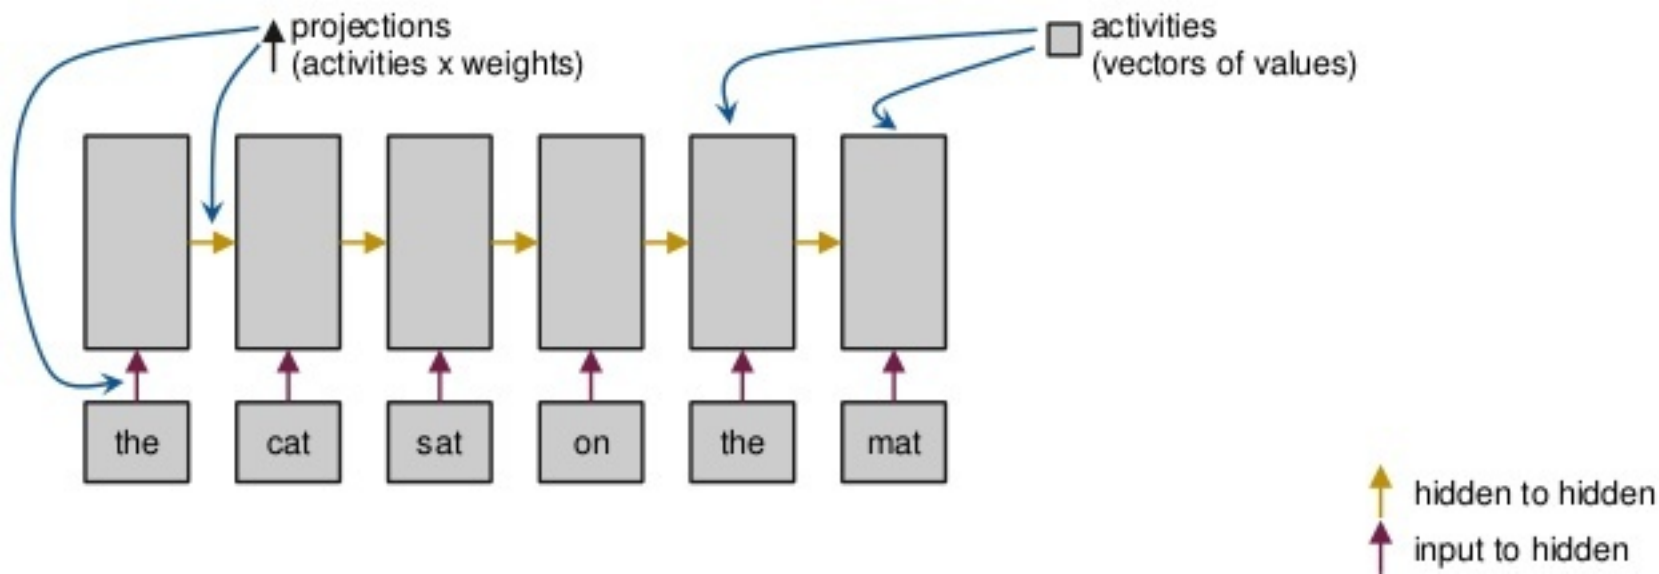 projections
(activities x weights)
activities
(vectors of values)
the cat sat on the mat
hidden to hidden
input to hidden